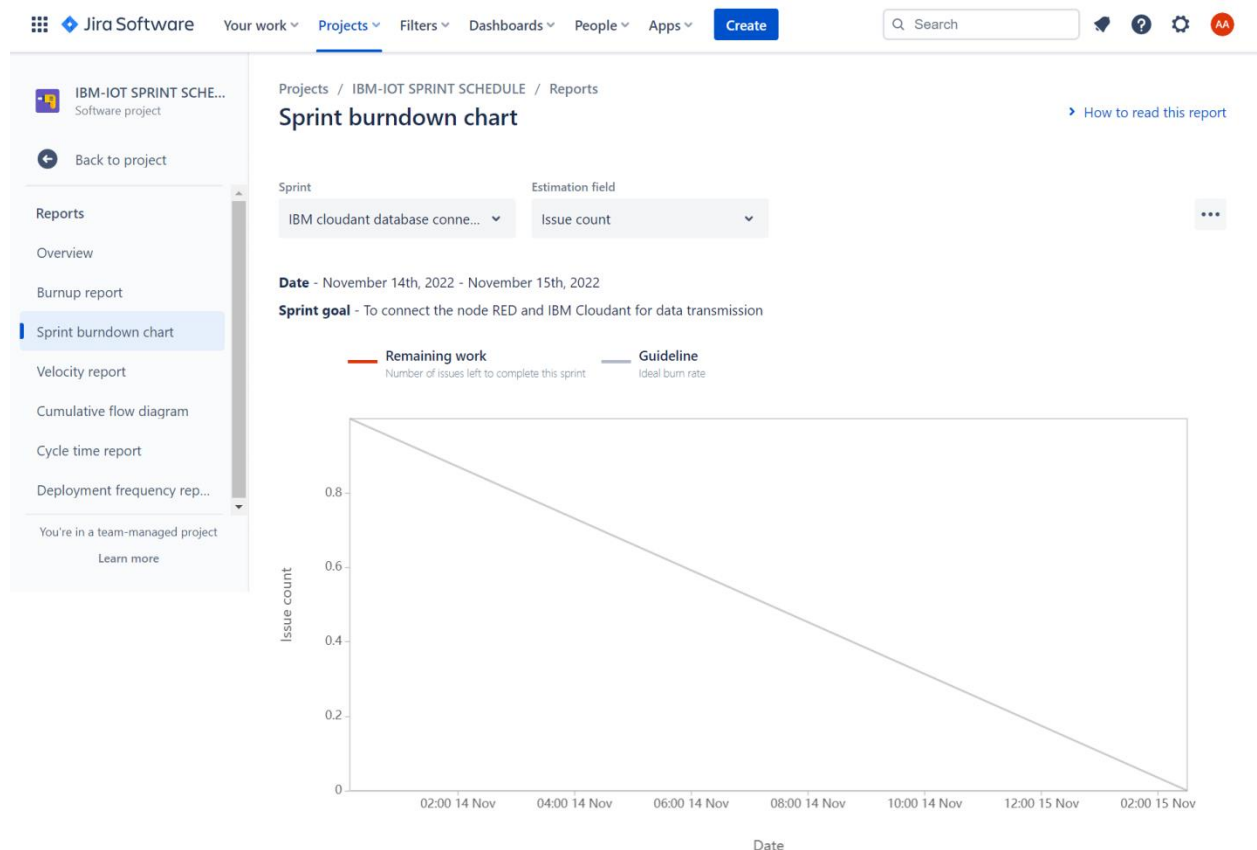 Jira Software Your work Projects Filters Dashboards People Apps Create Search AA
IBM-IOT SPRINT SCHE...
Software project
Back to project
Reports
Overview
Burnup report
Sprint burndown chart
Velocity report
Cumulative flow diagram
Cycle time report
Deployment frequency rep...
You're in a team-managed project
Learn more
Projects / IBM-IOT SPRINT SCHEDULE / Reports
Sprint burndown chart
How to read this report
Sprint Estimation field
IBM cloudant database conne... Issue count
Date - November 14th, 2022 - November 15th, 2022
Sprint goal - To connect the node RED and IBM Cloudant for data transmission
Remaining work Guideline
Number of issues left to complete this sprint Ideal burn rate
Issue count
0.8
0.6
0.4
0.2
0
02:00 14 Nov 04:00 14 Nov 06:00 14 Nov 08:00 14 Nov 10:00 14 Nov 12:00 15 Nov 02:00 15 Nov
Date